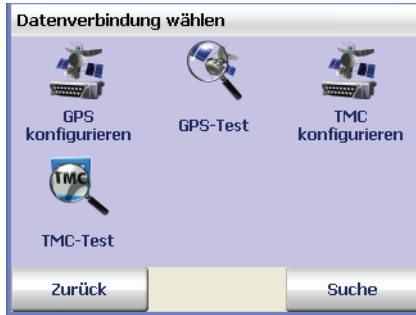 Datenverbindung wählen
GPS
konfigurieren
GPS-Test
TMC
konfigurieren
TMC
TMC-Test
Zurück
Suche